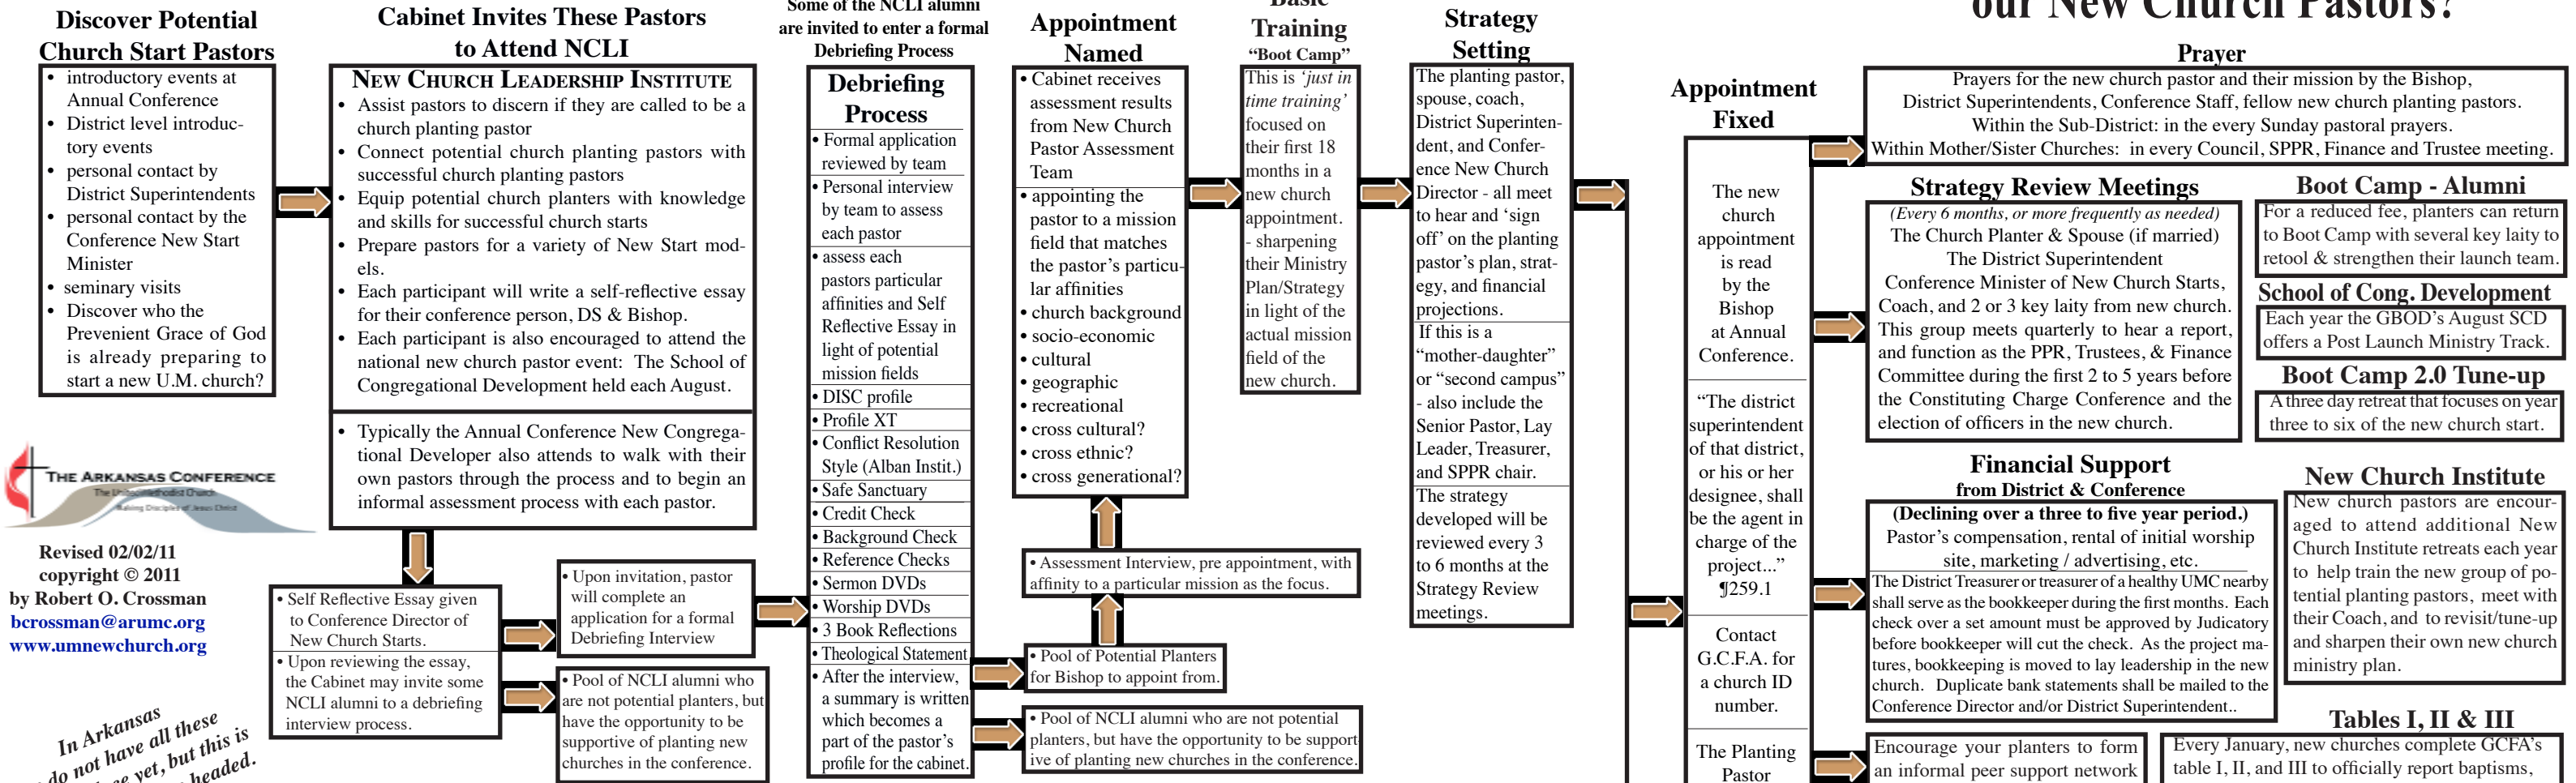 Discover Potential
Church Start Pastors
• introductory events at
Annual Conference
• District level introduc-
tory events
• personal contact by
District Superintendents
• personal contact by the
Conference New Start
Minister
• seminary visits
• Discover who the
Prevenient Grace of God
is already preparing to
start a new U.M. church?
THE ARKANSAS CONFERENCE
The United Methodist Church
Making Disciples of Jesus Christ
Revised 02/02/11
copyright © 2011
by Robert O. Crossman
bcrossman@arumc.org
www.umnewchurch.org
In Arkansas
do not have all these
yet, but this is
headed.
Cabinet Invites These Pastors
to Attend NCLI
NEW CHURCH LEADERSHIP INSTITUTE
• Assist pastors to discern if they are called to be a
church planting pastor
• Connect potential church planting pastors with
successful church planting pastors
• Equip potential church planters with knowledge
and skills for successful church starts
• Prepare pastors for a variety of New Start mod-
els.
• Each participant will write a self-reflective essay
for their conference person, DS & Bishop.
• Each participant is also encouraged to attend the
national new church pastor event: The School of
Congregational Development held each August.
• Typically the Annual Conference New Congrega-
tional Developer also attends to walk with their
own pastors through the process and to begin an
informal assessment process with each pastor.
• Self Reflective Essay given
to Conference Director of
New Church Starts.
• Upon reviewing the essay,
the Cabinet may invite some
NCLI alumni to a debriefing
interview process.
• Upon invitation, pastor
will complete an
application for a formal
Debriefing Interview
• Pool of NCLI alumni who
are not potential planters, but
have the opportunity to be
supportive of planting new
churches in the conference.
Some of the NCLI alumni
are invited to enter a formal
Debriefing Process
Debriefing
Process
• Formal application
reviewed by team
• Personal interview
by team to assess
each pastor
• assess each
pastors particular
affinities and Self
Reflective Essay in
light of potential
mission fields
• DISC profile
• Profile XT
• Conflict Resolution
Style (Alban Instit.)
• Safe Sanctuary
• Credit Check
• Background Check
• Reference Checks
• Sermon DVDs
• Worship DVDs
• 3 Book Reflections
• Theological Statement
• After the interview,
a summary is written
which becomes a
part of the pastor's
profile for the cabinet.
Appointment
Named
• Cabinet receives
assessment results
from New Church
Pastor Assessment
Team
• appointing the
pastor to a mission
field that matches
the pastor's particu-
lar affinities
• church background
• socio-economic
• cultural
• geographic
• recreational
• cross cultural?
• cross ethnic?
• cross generational?
• Assessment Interview, pre appointment, with
affinity to a particular mission as the focus.
• Pool of Potential Planters
for Bishop to appoint from.
• Pool of NCLI alumni who are not potential
planters, but have the opportunity to be support-
ive of planting new churches in the conference.
Basic
Training
"Boot Camp"
This is 'just in
time training'
focused on
their first 18
months in a
new church
appointment.
- sharpening
their Ministry
Plan/Strategy
in light of the
actual mission
field of the
new church.
Strategy
Setting
The planting pastor,
spouse, coach,
District Superinten-
dent, and Confer-
ence New Church
Director - all meet
to hear and 'sign
off' on the planting
pastor's plan, strat-
egy, and financial
projections.
If this is a
"mother-daughter"
or "second campus"
- also include the
Senior Pastor, Lay
Leader, Treasurer,
and SPPR chair.
The strategy
developed will be
reviewed every 3
to 6 months at the
Strategy Review
meetings.
Appointment
Fixed
The new
church
appointment
is read
by the
Bishop
at Annual
Conference.
"The district
superintendent
of that district,
or his or her
designee, shall
be the agent in
charge of the
project..."
¶259.1
Contact
G.C.F.A. for
a church ID
number.
The Planting
Pastor
our New Church Pastors?
Prayer
Prayers for the new church pastor and their mission by the Bishop,
District Superintendents, Conference Staff, fellow new church planting pastors.
Within the Sub-District: in the every Sunday pastoral prayers.
Within Mother/Sister Churches: in every Council, SPPR, Finance and Trustee meeting.
Strategy Review Meetings
(Every 6 months, or more frequently as needed)
The Church Planter & Spouse (if married)
The District Superintendent
Conference Minister of New Church Starts,
Coach, and 2 or 3 key laity from new church.
This group meets quarterly to hear a report,
and function as the PPR, Trustees, & Finance
Committee during the first 2 to 5 years before
the Constituting Charge Conference and the
election of officers in the new church.
Boot Camp - Alumni
For a reduced fee, planters can return
to Boot Camp with several key laity to
retool & strengthen their launch team.
School of Cong. Development
Each year the GBOD's August SCD
offers a Post Launch Ministry Track.
Boot Camp 2.0 Tune-up
A three day retreat that focuses on year
three to six of the new church start.
Financial Support
from District & Conference
(Declining over a three to five year period.)
Pastor's compensation, rental of initial worship
site, marketing / advertising, etc.
The District Treasurer or treasurer of a healthy UMC nearby
shall serve as the bookkeeper during the first months. Each
check over a set amount must be approved by Judicatory
before bookkeeper will cut the check. As the project ma-
tures, bookkeeping is moved to lay leadership in the new
church. Duplicate bank statements shall be mailed to the
Conference Director and/or District Superintendent..
New Church Institute
New church pastors are encour-
aged to attend additional New
Church Institute retreats each year
to help train the new group of po-
tential planting pastors, meet with
their Coach, and to revisit/tune-up
and sharpen their own new church
ministry plan.
Encourage your planters to form
an informal peer support network
Tables I, II & III
Every January, new churches complete GCFA's
table I, II, and III to officially report baptisms,